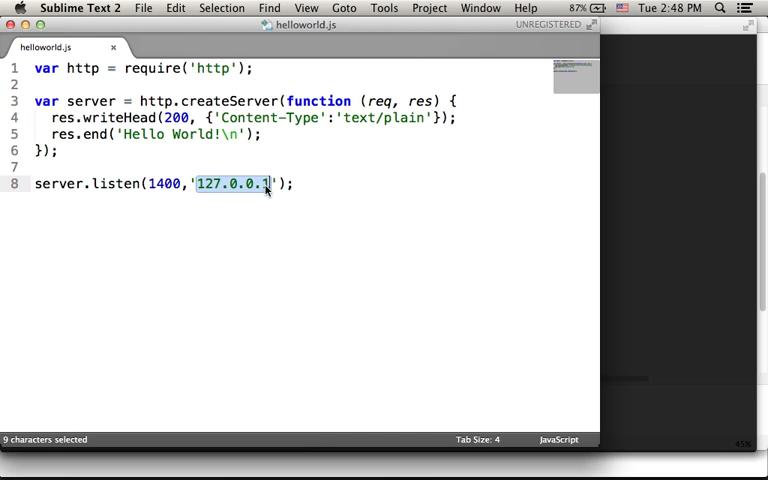 Sublime Text 2 File Edit Selection Find View Goto Tools Project Window Help 87% Tue 2:48 PM
helloworld.js UNREGISTERED
helloworld.js ×
1 var http = require('http');
2
3 var server = http.createServer(function (req, res) {
4 res.writeHead(200, {'Content-Type':'text/plain'});
5 res.end('Hello World!\n');
6 });
7
8 server.listen(1400,'127.0.0.1');
9 characters selected Tab Size: 4 JavaScript 45%